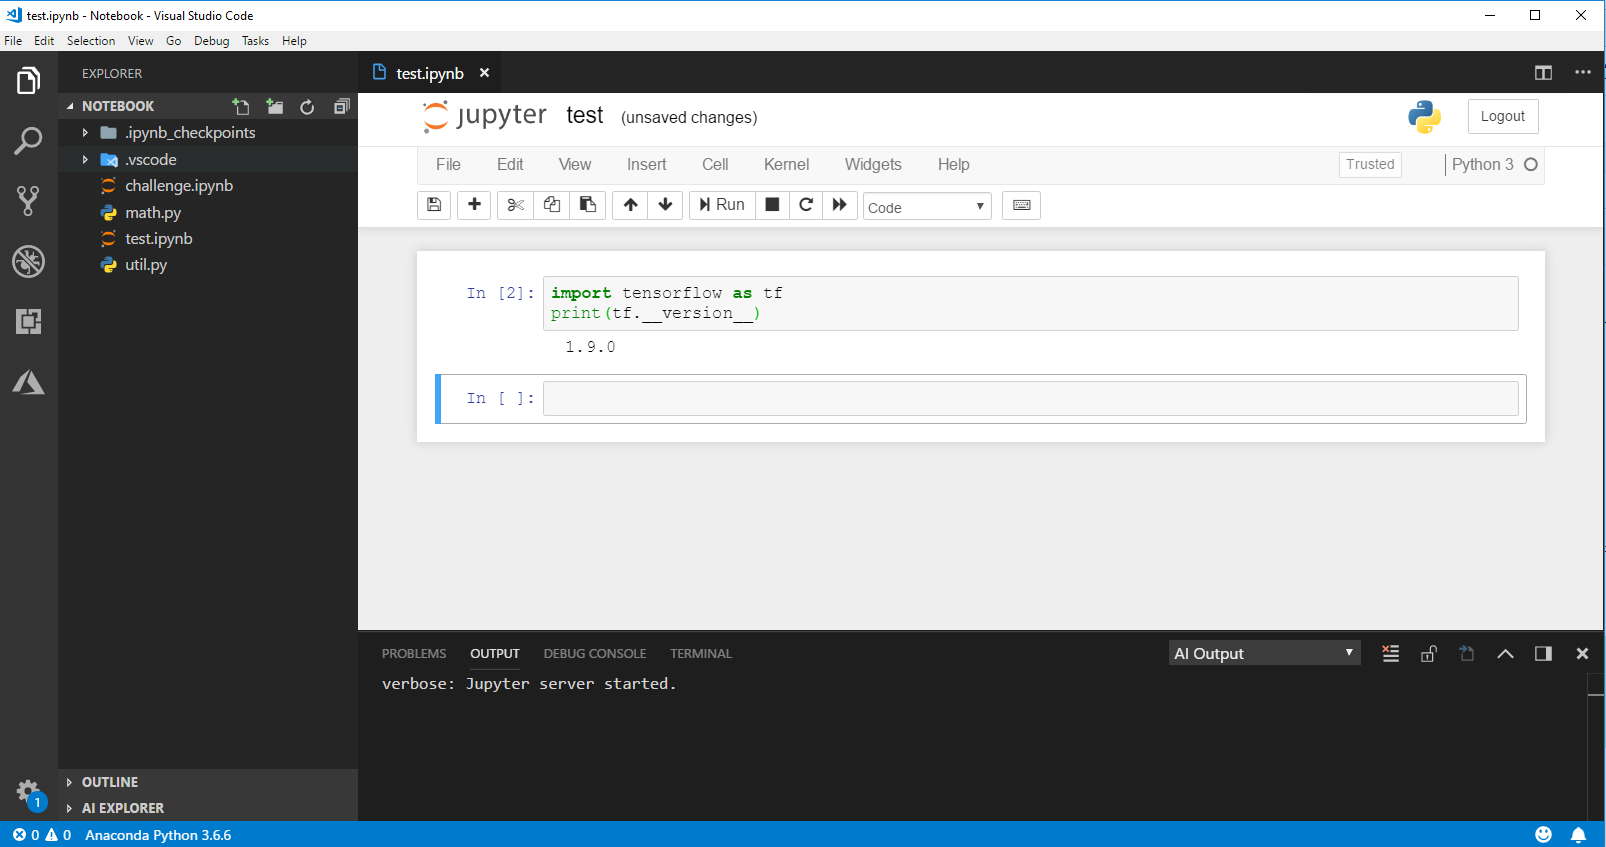 test.ipynb - Notebook - Visual Studio Code
File Edit Selection View Go Debug Tasks Help
EXPLORER
NOTEBOOK
.ipynb_checkpoints
.vscode
challenge.ipynb
math.py
test.ipynb
util.py
OUTLINE
AI EXPLORER
test.ipynb
jupyter test (unsaved changes)
Logout
File Edit View Insert Cell Kernel Widgets Help
Trusted
Python 3
Run
Code
In [2]: import tensorflow as tf
print(tf.__version__)
1.9.0
In [ ]:
PROBLEMS OUTPUT DEBUG CONSOLE TERMINAL
AI Output
verbose: Jupyter server started.
1
0 0 Anaconda Python 3.6.6